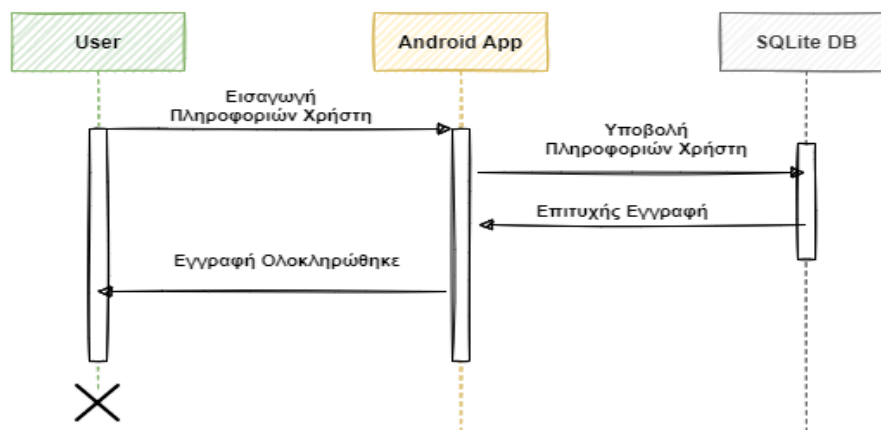 User
Android App
SQLite DB
Εισαγωγή
Πληροφοριών Χρήστη
Υποβολή
Πληροφοριών Χρήστη
Επιτυχής Εγγραφή
Εγγραφή Ολοκληρώθηκε